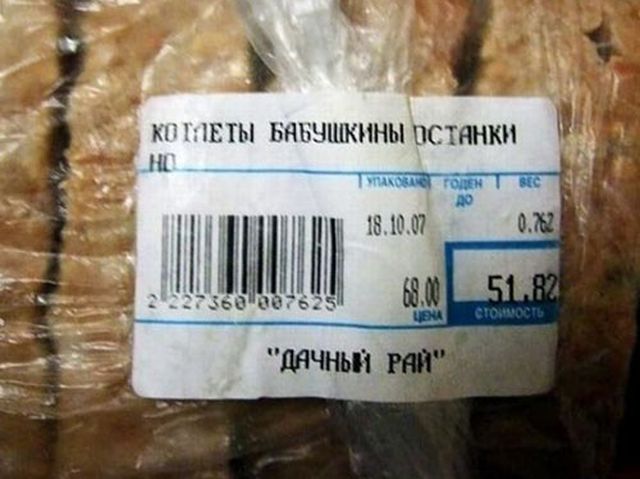 КОТЛЕТЫ БАБУШКИНЫ ОСТАНКИ
НО
УПАКОВАНО ГОДЕН ДО ВЕС
18.10.07 0.762
2 227360 007625
68.00 51.82
ЦЕНА СТОИМОСТЬ
"ДАЧНЫЙ РАЙ"